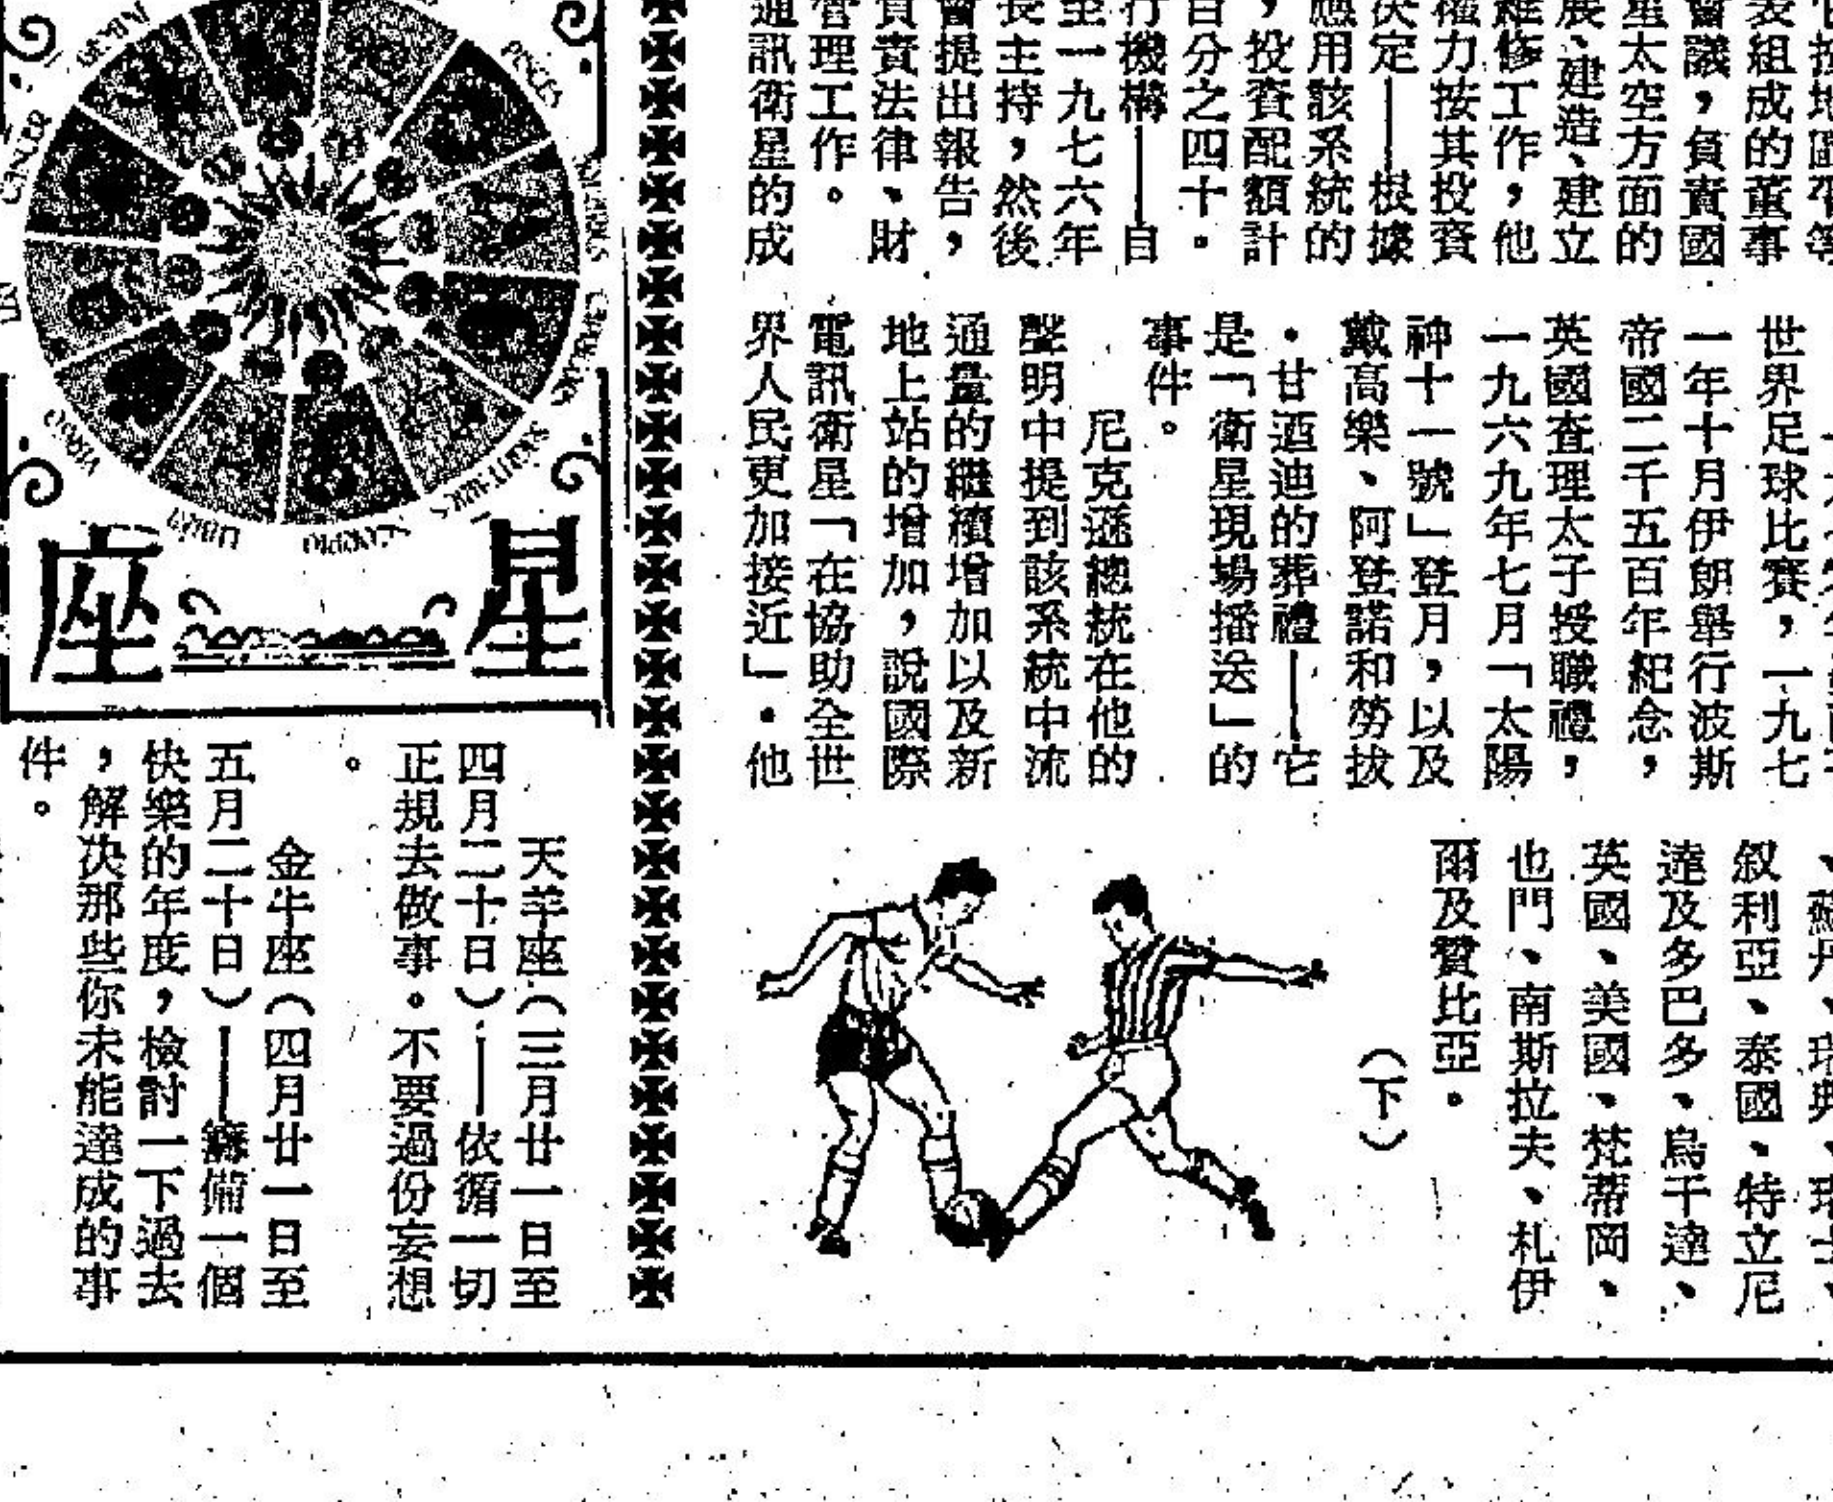 表組成的董事
會議，負責國
星太空方面的
展、建造、建立
維修工作，他
權力按其投資
決定——根據
應用該系統的
，投資配額計
百分之四十。
行機構——自
至一九七六年
長主持，然後
會提出報告，
負責法律、財
管理工作。
通訊衛星的成
世界足球比賽，一九七
一年十月伊朗舉行波斯
帝國二千五百年紀念，
英國查理太子授職禮，
一九六九年七月「太陽
神十一號」登月，以及
戴高樂、阿登諾和勞拔
・甘迺迪的葬禮——它
是「衛星現場播送」的
事件。
尼克遜總統在他的
聲明中提到該系統中流
通量的繼續增加以及新
地上站的增加，說國際
電訊衛星「在協助全世
界人民更加接近」・他
、蘇丹、瑞典、瑞士、
叙利亞、泰國、特立尼
達及多巴多、烏干達、
英國、美國、梵蒂岡、
也門、南斯拉夫、札伊
爾及贊比亞。
（下）
PISCES
CANCER
VIRGO
LIBRA
SCORPIO
星座
天羊座（三月廿一日至
四月二十日）——依循一切
正規去做事。不要過份妄想
。
金牛座（四月廿一日至
五月二十日）——籌備一個
快樂的年度，檢討一下過去
，解决那些你未能達成的事
件。